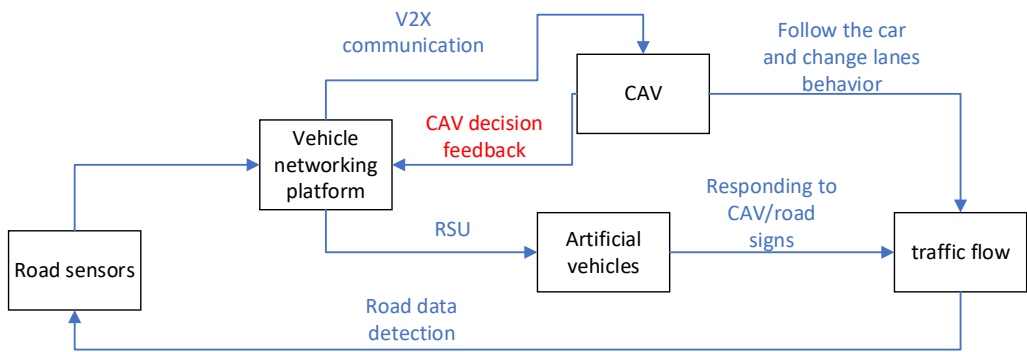 V2X
communication
Follow the car
and change lanes
behavior
CAV
CAV decision
feedback
Vehicle
networking
platform
Responding to
CAV/road
signs
RSU
Artificial
vehicles
traffic flow
Road sensors
Road data
detection